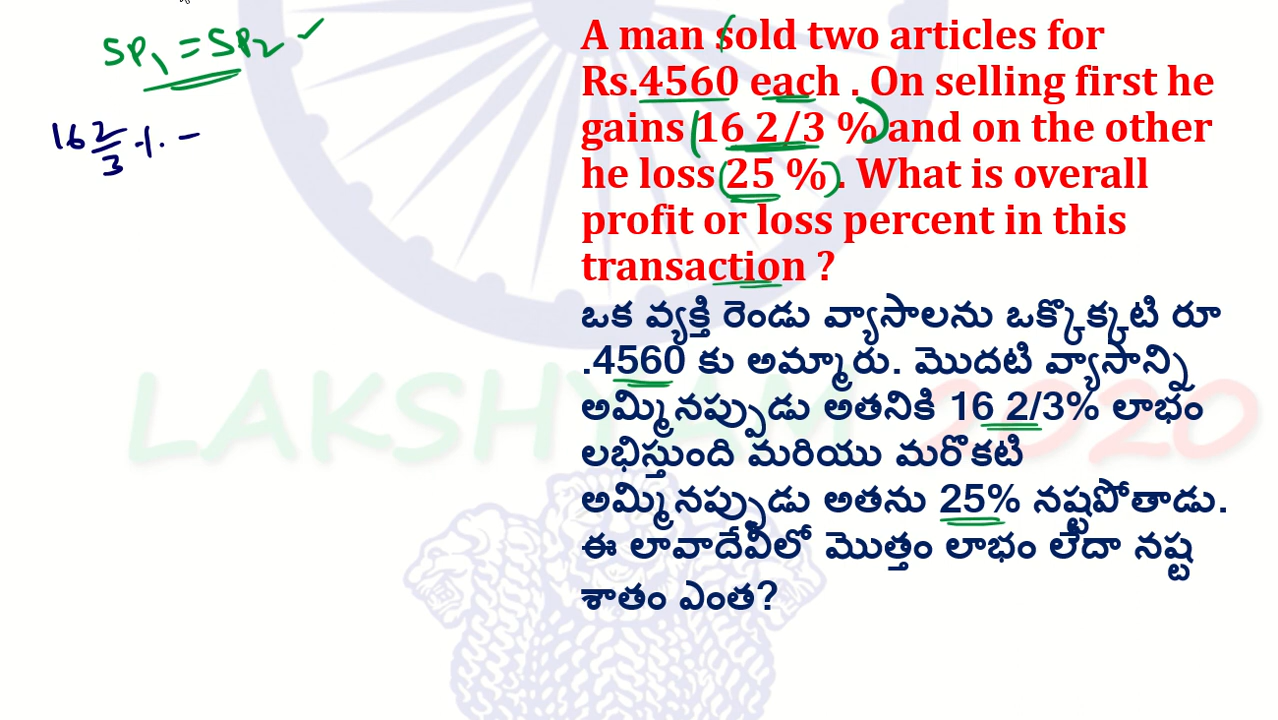 SP₁ = SP₂ ✓
16 2/3 % -
A man sold two articles for
Rs.4560 each . On selling first he
gains 16 2/3 % and on the other
he loss 25 % . What is overall
profit or loss percent in this
transaction ?
ఒక వ్యక్తి రెండు వ్యాసాలను ఒక్కొక్కటి రూ
.4560 కు అమ్మారు. మొదటి వ్యాసాన్ని
అమ్మినప్పుడు అతనికి 16 2/3% లాభం
లభిస్తుంది మరియు మరొకటి
అమ్మినప్పుడు అతను 25% నష్టపోతాడు.
ఈ లావాదేవీలో మొత్తం లాభం లేదా నష్ట
శాతం ఎంత?
LAKSHYAM 2020